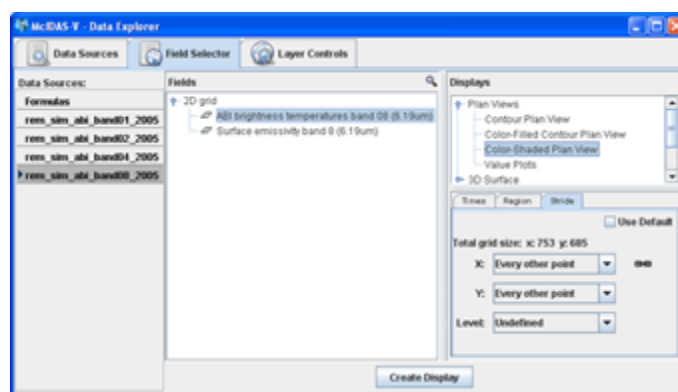 McIDAS-V - Data Explorer
Data Sources Field Selector Layer Controls
Data Sources:
Formulas
rem_sim_abi_band01_2005
rem_sim_abi_band02_2005
rem_sim_abi_band04_2005
rem_sim_abi_band08_2005
Fields
2D grid
ABI brightness temperatures band 08 (6.19um)
Surface emissivity band 8 (6.19um)
Displays
Plan Views
Contour Plan View
Color-Filled Contour Plan View
Color-Shaded Plan View
Value Plots
3D Surface
Times Region Stride
Use Default
Total grid size: x: 753 y: 685
X: Every other point
Y: Every other point
Level: Undefined
Create Display